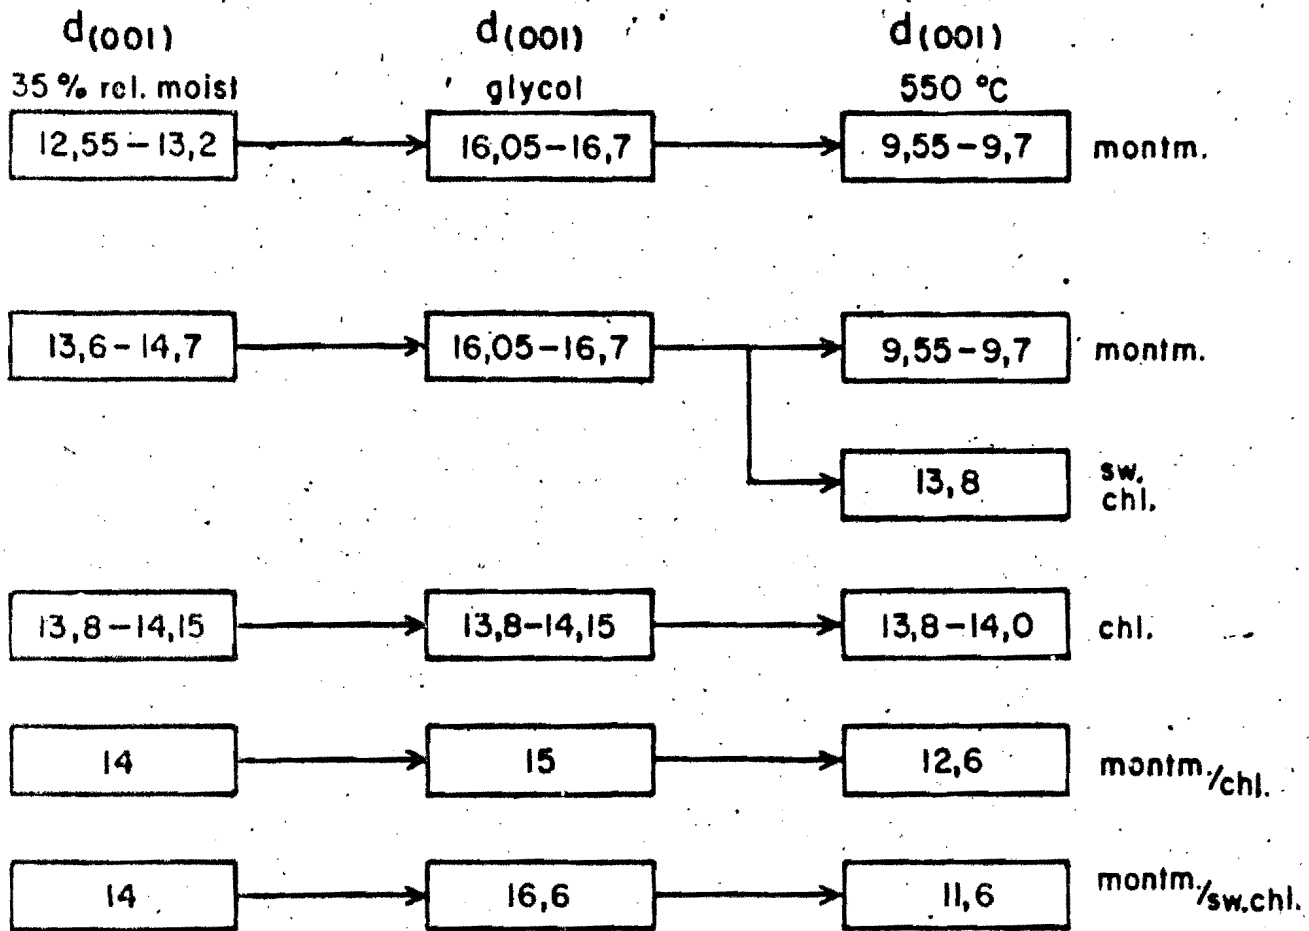 d(001) d(001) d(001)
35 % rel. moist glycol 550 °C
12,55-13,2 16,05-16,7 9,55-9,7 montm.
13,6-14,7 16,05-16,7 9,55-9,7 montm.
13,8 sw.
chl.
13,8-14,15 13,8-14,15 13,8-14,0 chl.
14 15 12,6 montm./chl.
14 16,6 11,6 montm./sw.chl.